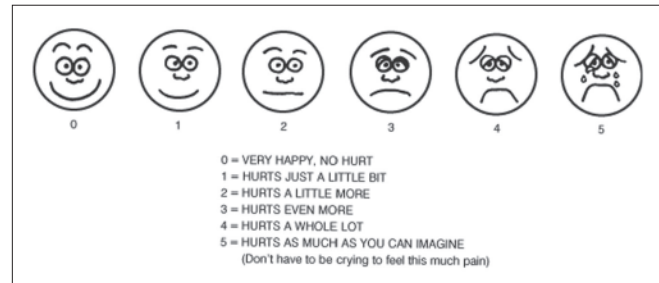 0 1 2 3 4 5
0 = VERY HAPPY, NO HURT
1 = HURTS JUST A LITTLE BIT
2 = HURTS A LITTLE MORE
3 = HURTS EVEN MORE
4 = HURTS A WHOLE LOT
5 = HURTS AS MUCH AS YOU CAN IMAGINE
(Don't have to be crying to feel this much pain)